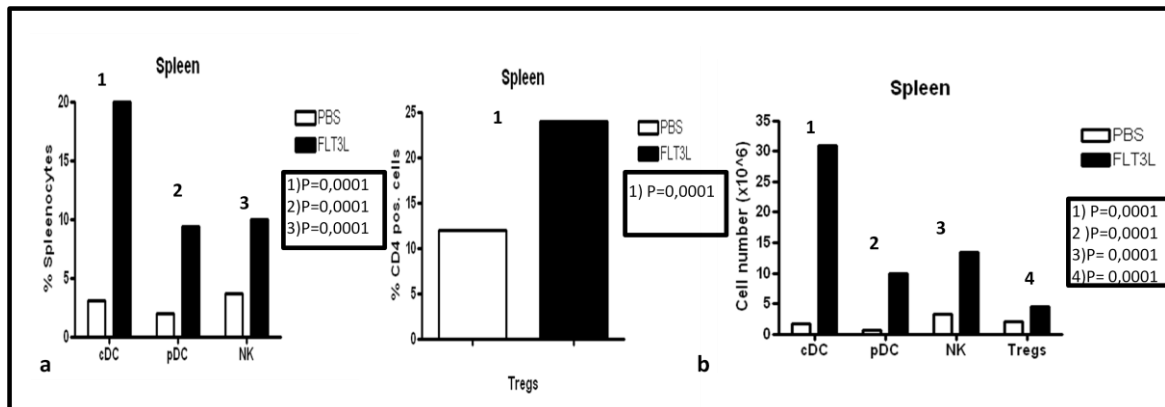 Spleen
1
20
15
10
5
0
% Spleenocytes
2
3
cDC
pDC
NK
PBS
FLT3L
1)P=0,0001
2)P=0,0001
3)P=0,0001
a
Spleen
1
25
20
15
10
5
0
% CD4 pos. cells
Tregs
PBS
FLT3L
1) P=0,0001
b
Spleen
35
30
25
20
15
10
5
0
Cell number (x10^6)
1
2
3
4
cDC
pDC
NK
Tregs
PBS
FLT3L
1) P=0,0001
2 )P=0,0001
3)P= 0,0001
4)P= 0,0001